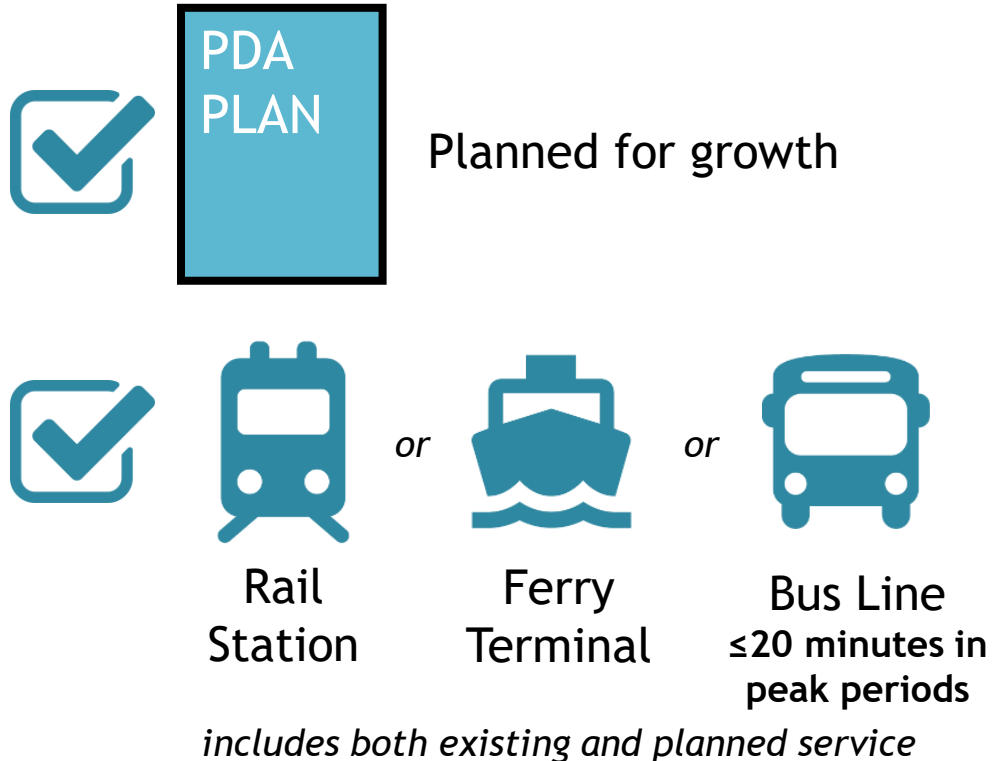 PDA
PLAN
Planned for growth
or
or
Rail
Station
Ferry
Terminal
Bus Line
≤20 minutes in
peak periods
includes both existing and planned service